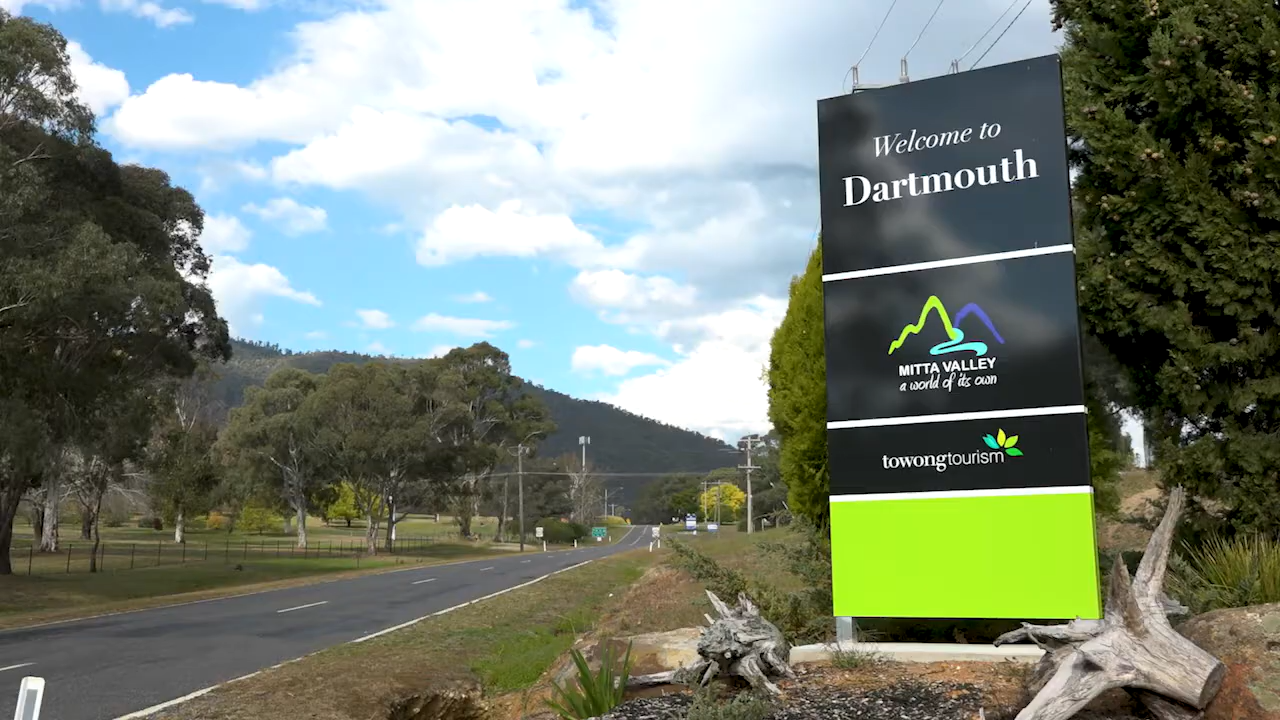 Welcome to
Dartmouth
MITTA VALLEY
a world of its own
towongtourism